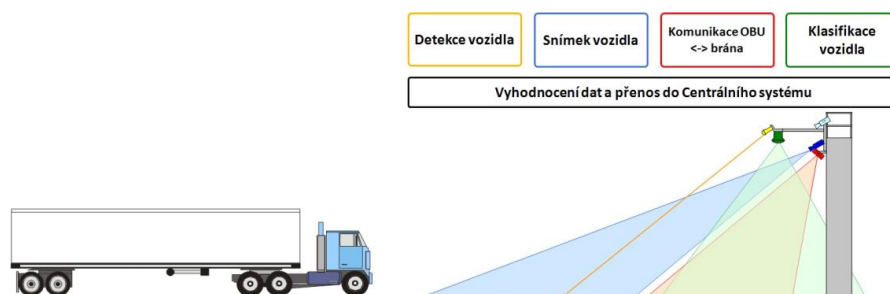 Detekce vozidla
Snímek vozidla
Komunikace OBU
<-> brána
Klasifikace
vozidla
Vyhodnocení dat a přenos do Centrálního systému